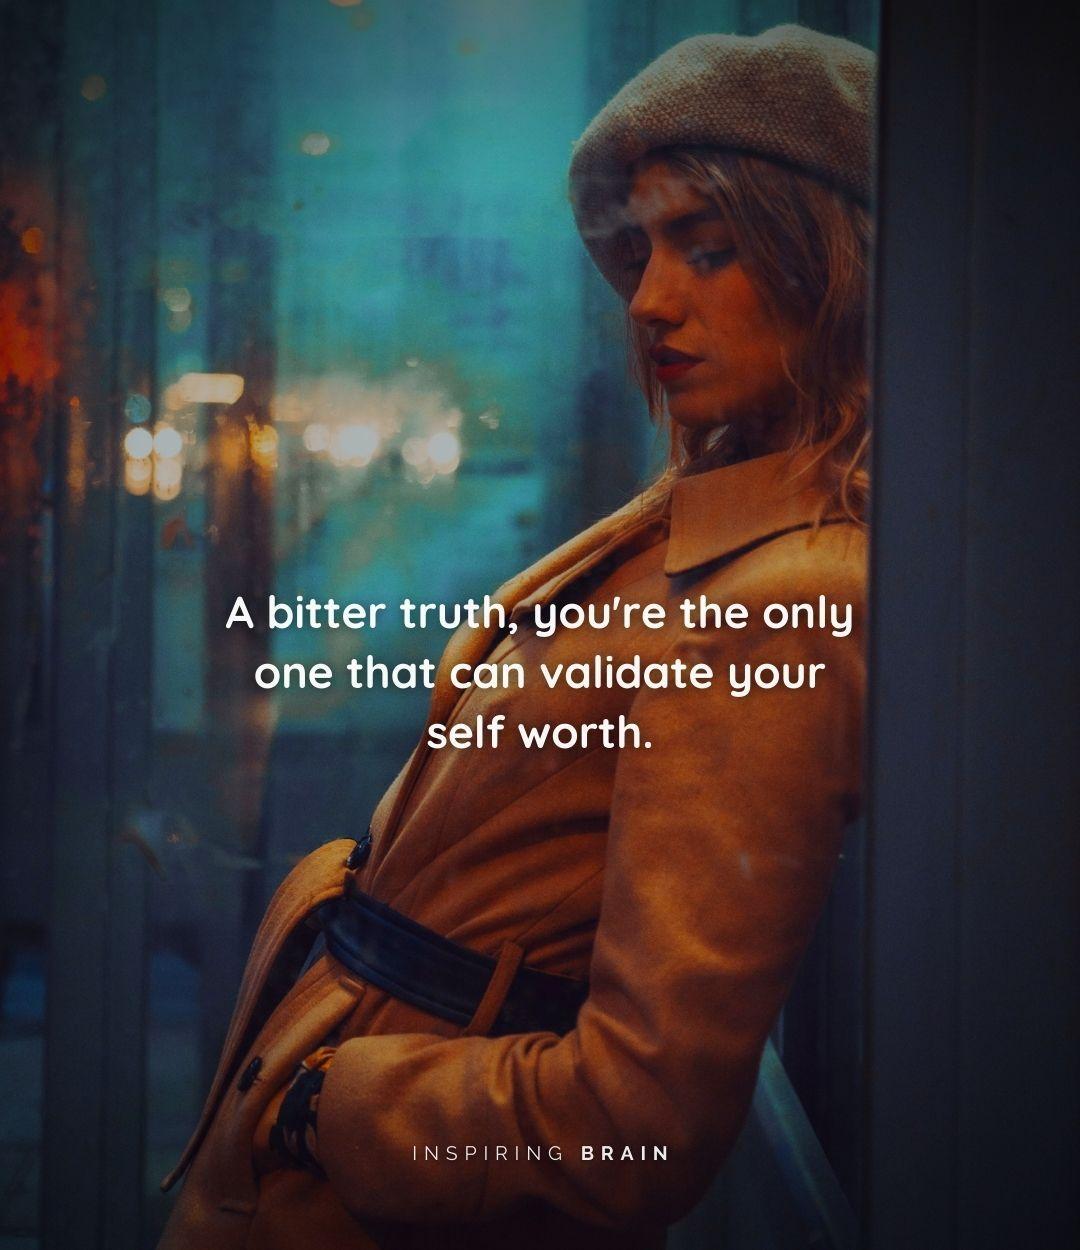 A bitter truth, you're the only
one that can validate your
self worth.
INSPIRING BRAIN